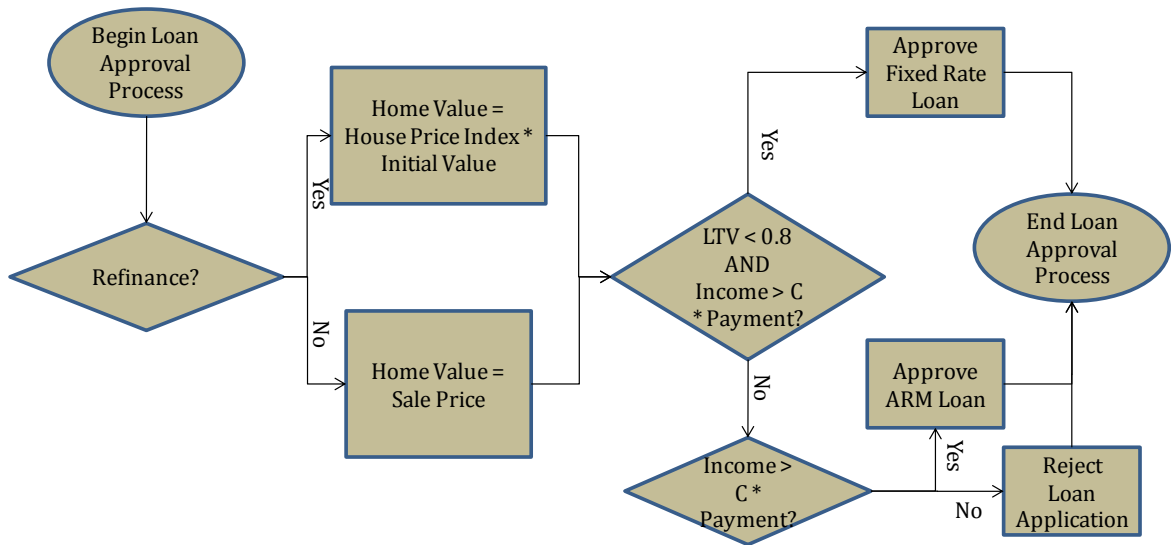 Begin Loan
Approval
Process
Refinance?
Yes
No
Home Value =
House Price Index *
Initial Value
Home Value =
Sale Price
LTV < 0.8
AND
Income > C
* Payment?
Yes
No
Approve
Fixed Rate
Loan
Income >
C *
Payment?
Yes
No
Approve
ARM Loan
Reject
Loan
Application
End Loan
Approval
Process